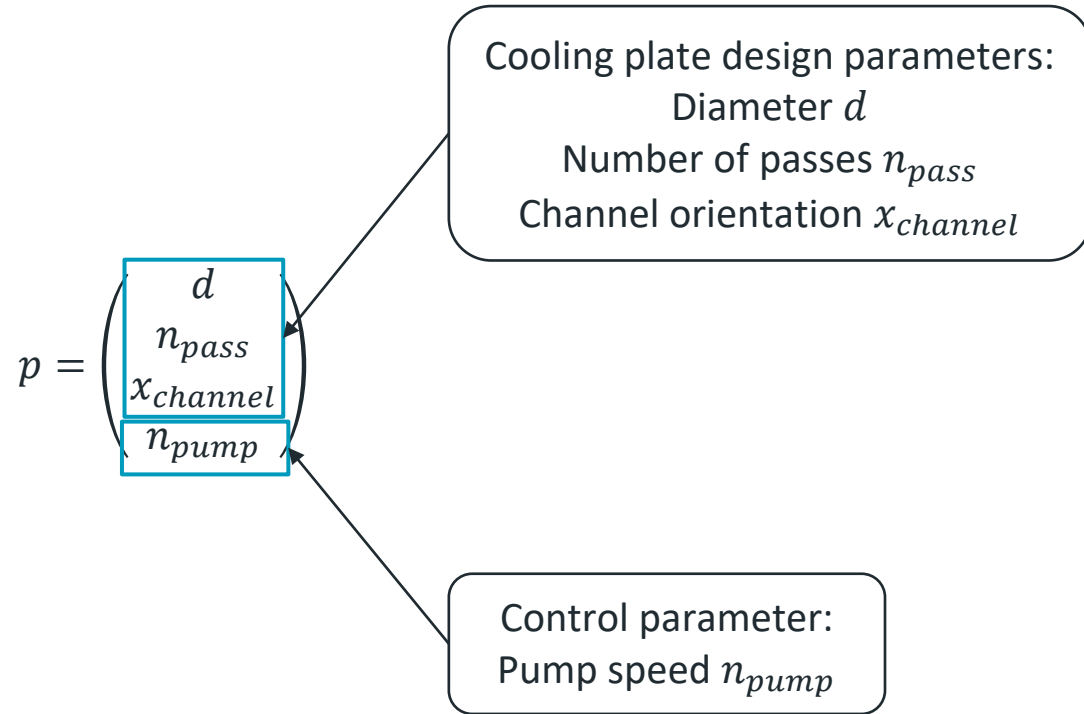 Cooling plate design parameters:
Diameter d
Number of passes n_pass
Channel orientation x_channel
p =
d
n_pass
x_channel
n_pump
Control parameter:
Pump speed n_pump